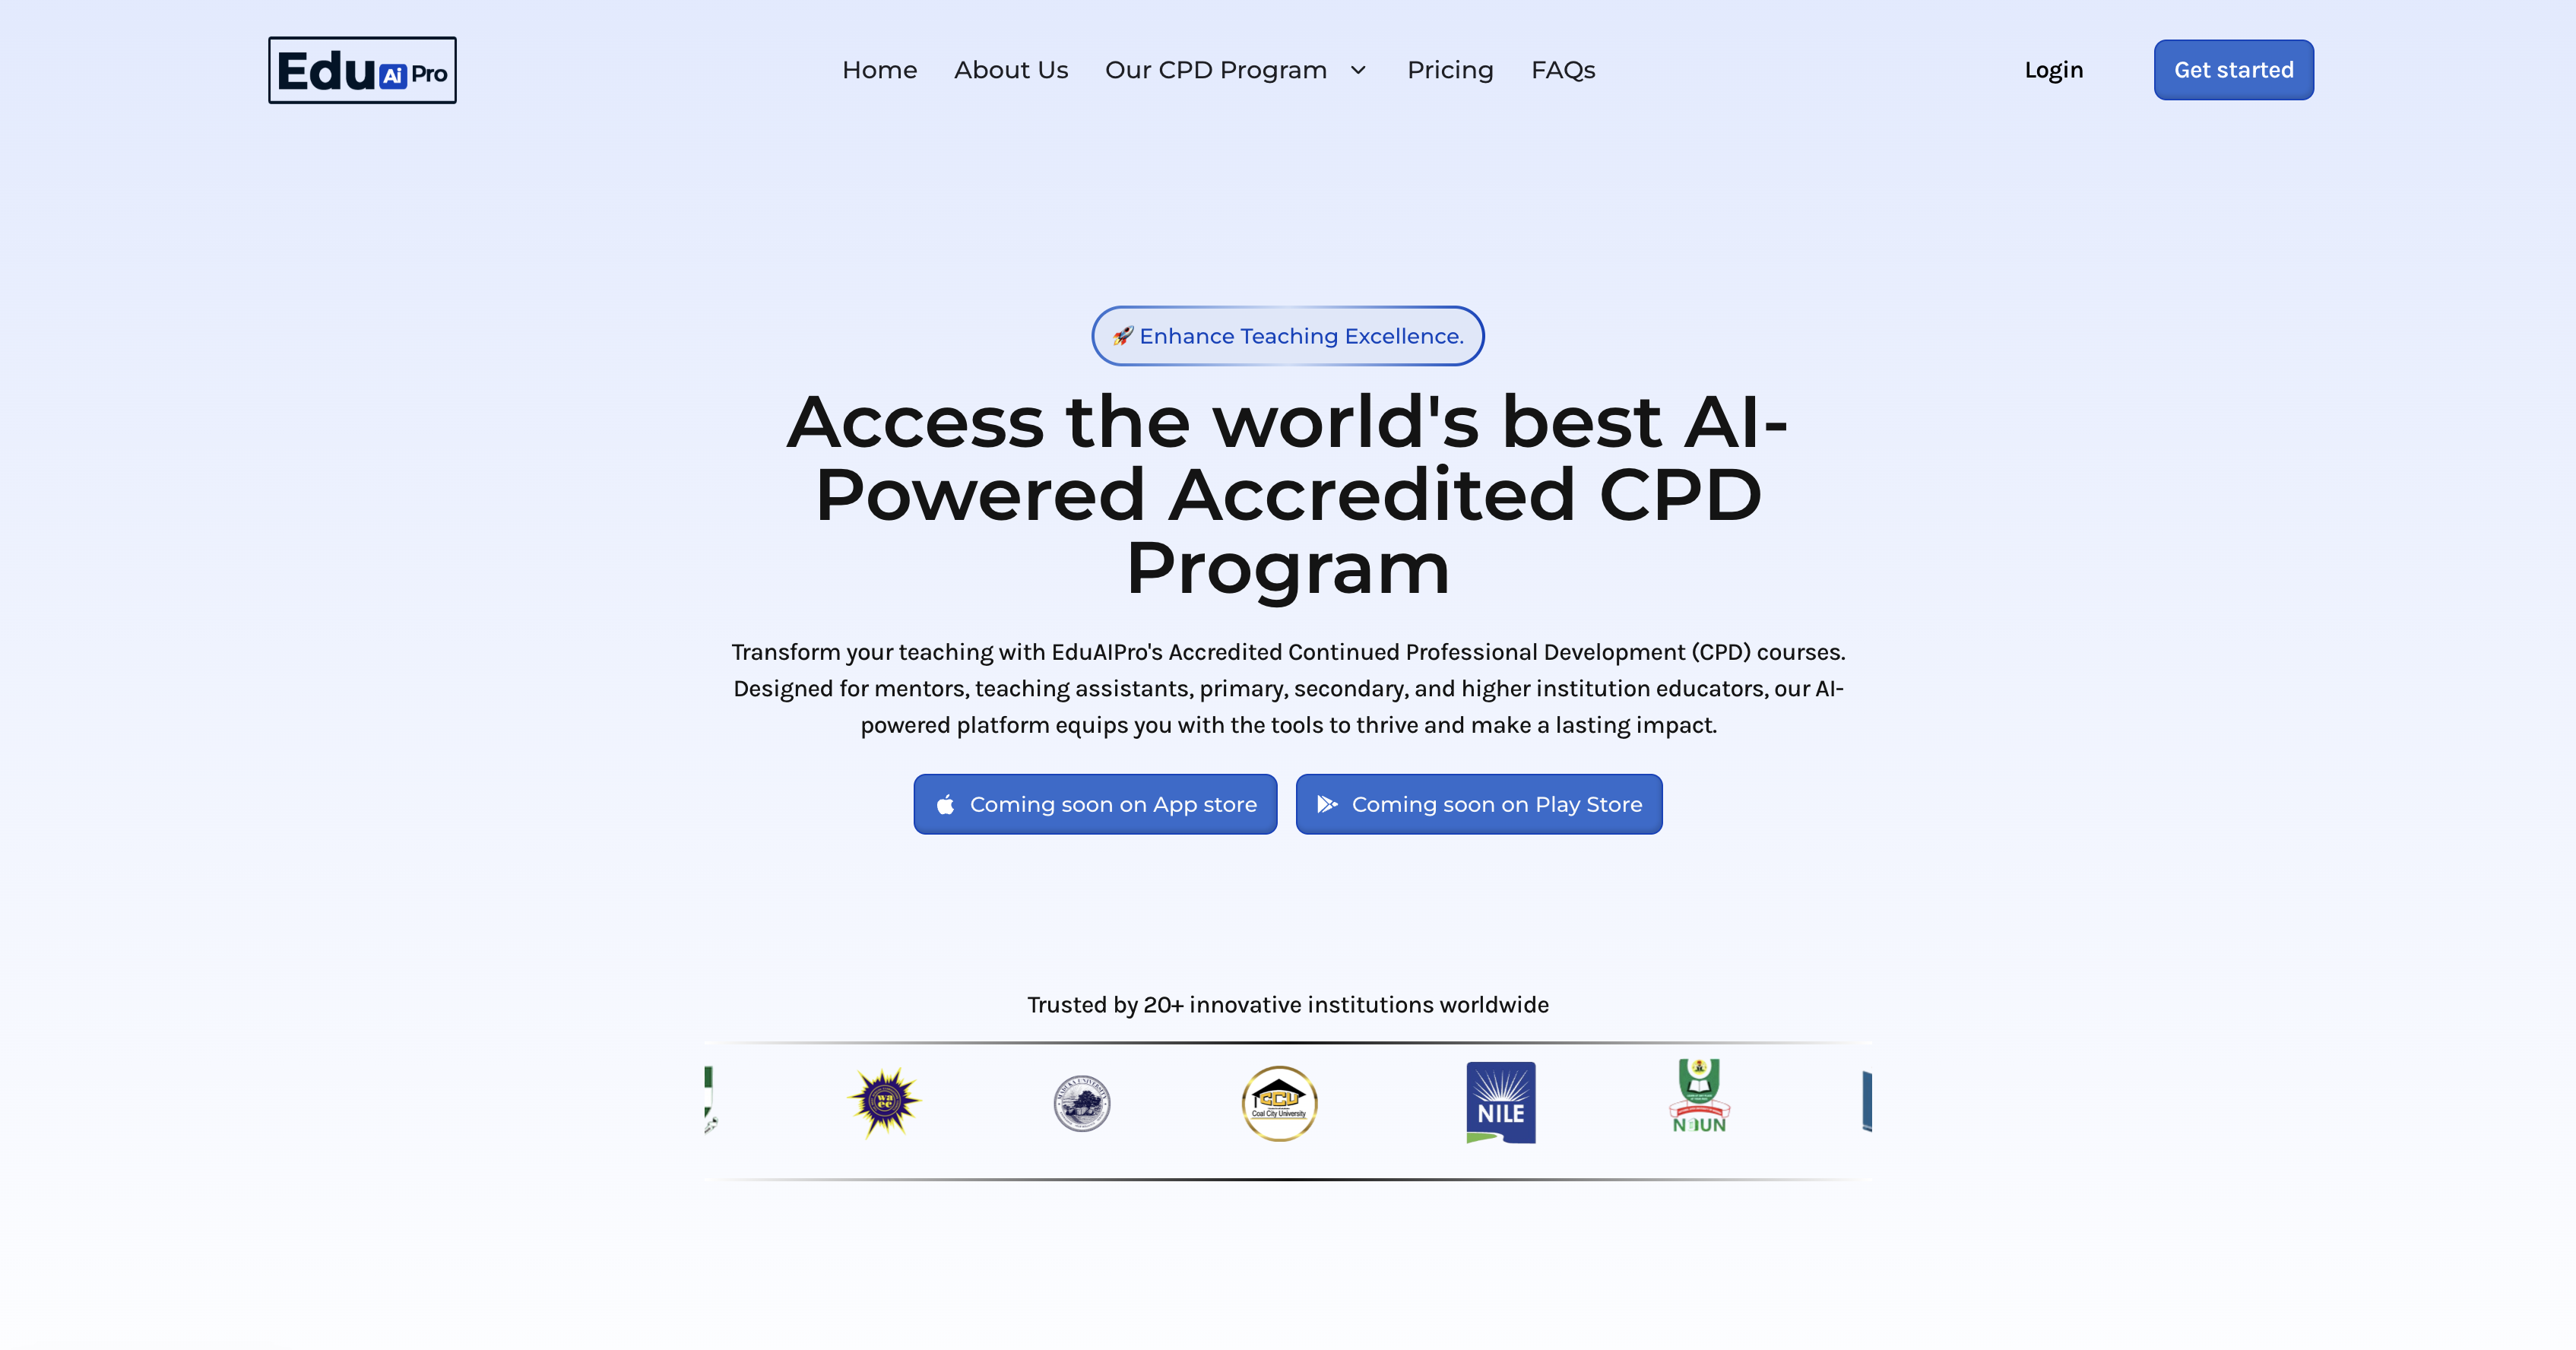 Edu Ai Pro
Home
About Us
Our CPD Program
Pricing
FAQs
Login
Get started
🚀 Enhance Teaching Excellence.
Access the world's best AI-
Powered Accredited CPD
Program
Transform your teaching with EduAIPro's Accredited Continued Professional Development (CPD) courses.
Designed for mentors, teaching assistants, primary, secondary, and higher institution educators, our AI-
powered platform equips you with the tools to thrive and make a lasting impact.
Coming soon on App store
Coming soon on Play Store
Trusted by 20+ innovative institutions worldwide
wa
ec
CCU
Coal City University
NILE
NOUN